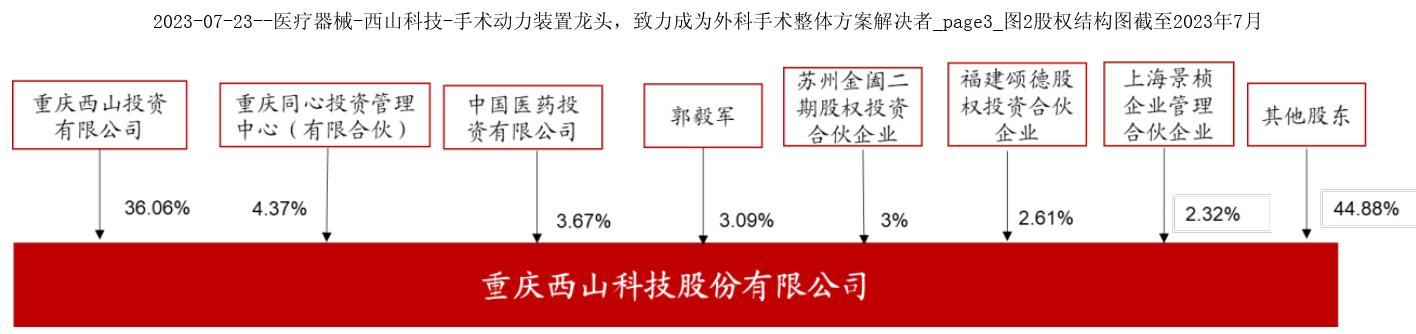 2023-07-23--医疗器械-西山科技-手术动力装置龙头，致力成为外科手术整体方案解决者_page3_图2股权结构图截至2023年7月
重庆西山投资
有限公司
重庆同心投资管理
中心（有限合伙）
中国医药投
资有限公司
郭毅军
苏州金阖二
期股权投资
合伙企业
福建颂德股
权投资合伙
企业
上海景桢
企业管理
合伙企业
其他股东
36.06%
4.37%
3.67%
3.09%
3%
2.61%
2.32%
44.88%
重庆西山科技股份有限公司